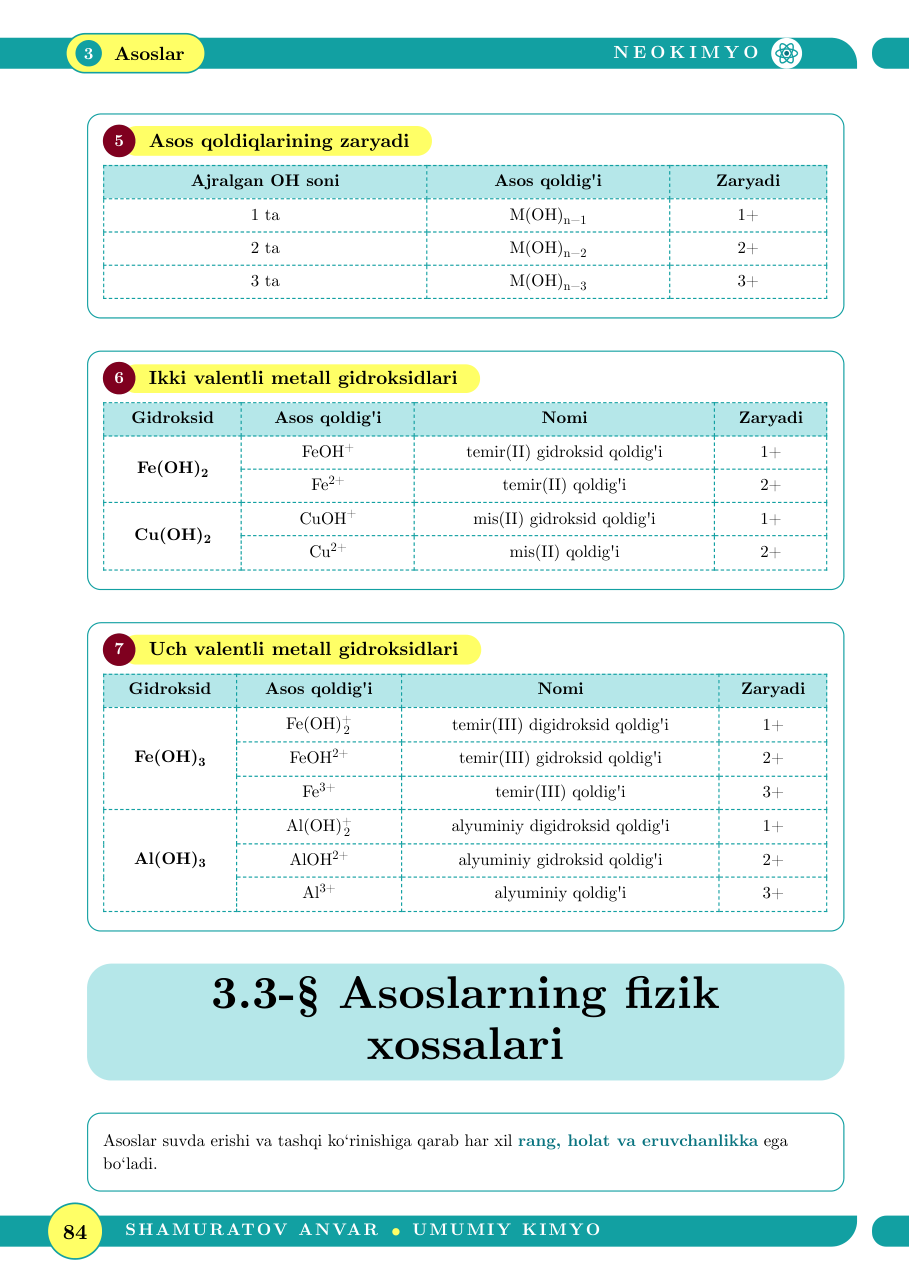 3 Asoslar
NEOKIMYO
5 Asos qoldiqlarining zaryadi
Ajralgan OH soni Asos qoldig'i Zaryadi
1 ta M(OH)ₙ₋₁ 1+
2 ta M(OH)ₙ₋₂ 2+
3 ta M(OH)ₙ₋₃ 3+
6 Ikki valentli metall gidroksidlari
Gidroksid Asos qoldig'i Nomi Zaryadi
Fe(OH)₂ FeOH⁺ temir(II) gidroksid qoldig'i 1+
Fe²⁺ temir(II) qoldig'i 2+
Cu(OH)₂ CuOH⁺ mis(II) gidroksid qoldig'i 1+
Cu²⁺ mis(II) qoldig'i 2+
7 Uch valentli metall gidroksidlari
Gidroksid Asos qoldig'i Nomi Zaryadi
Fe(OH)₃ Fe(OH)₂⁺ temir(III) digidroksid qoldig'i 1+
FeOH²⁺ temir(III) gidroksid qoldig'i 2+
Fe³⁺ temir(III) qoldig'i 3+
Al(OH)₃ Al(OH)₂⁺ alyuminiy digidroksid qoldig'i 1+
AlOH²⁺ alyuminiy gidroksid qoldig'i 2+
Al³⁺ alyuminiy qoldig'i 3+
3.3-§ Asoslarning fizik
xossalari
Asoslar suvda erishi va tashqi ko‘rinishiga qarab har xil rang, holat va eruvchanlikka ega
bo‘ladi.
84 SHAMURATOV ANVAR • UMUMIY KIMYO